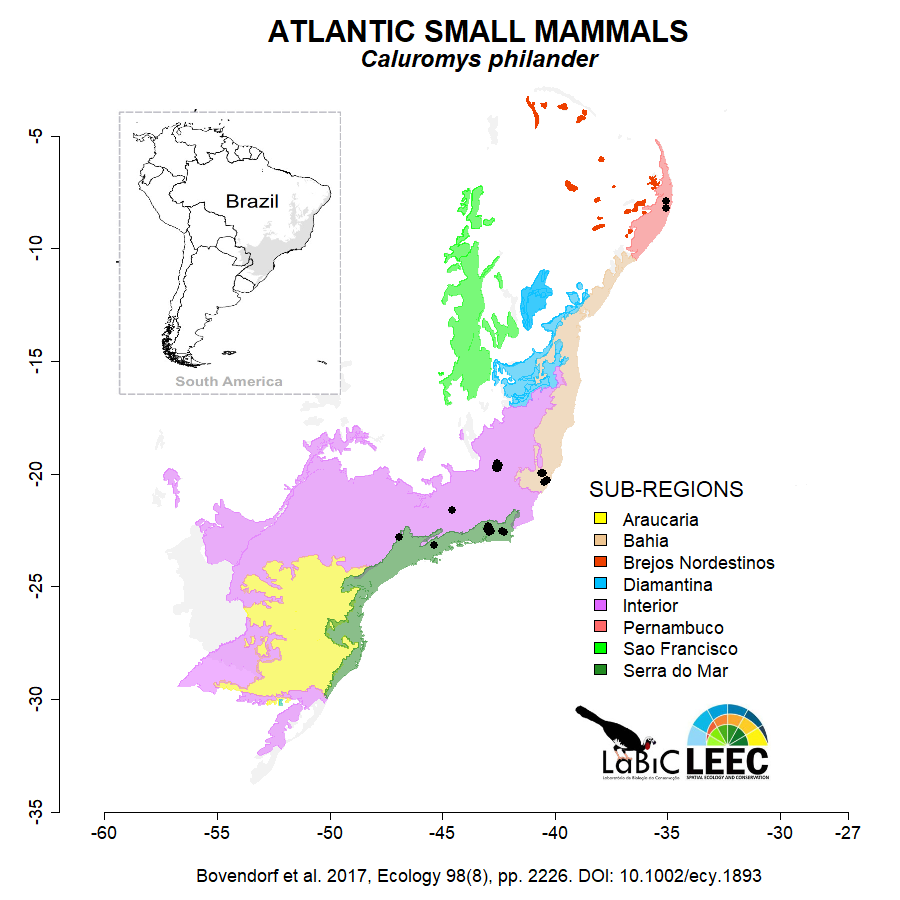 ATLANTIC SMALL MAMMALS
Caluromys philander
-5
-10
-15
-20
-25
-30
-35
Brazil
South America
SUB-REGIONS
Araucaria
Bahia
Brejos Nordestinos
Diamantina
Interior
Pernambuco
Sao Francisco
Serra do Mar
LaBiC
Laboratório de Biologia da Conservação
LEEC
SPATIAL ECOLOGY AND CONSERVATION
-60 -55 -50 -45 -40 -35 -30 -27
Bovendorf et al. 2017, Ecology 98(8), pp. 2226. DOI: 10.1002/ecy.1893